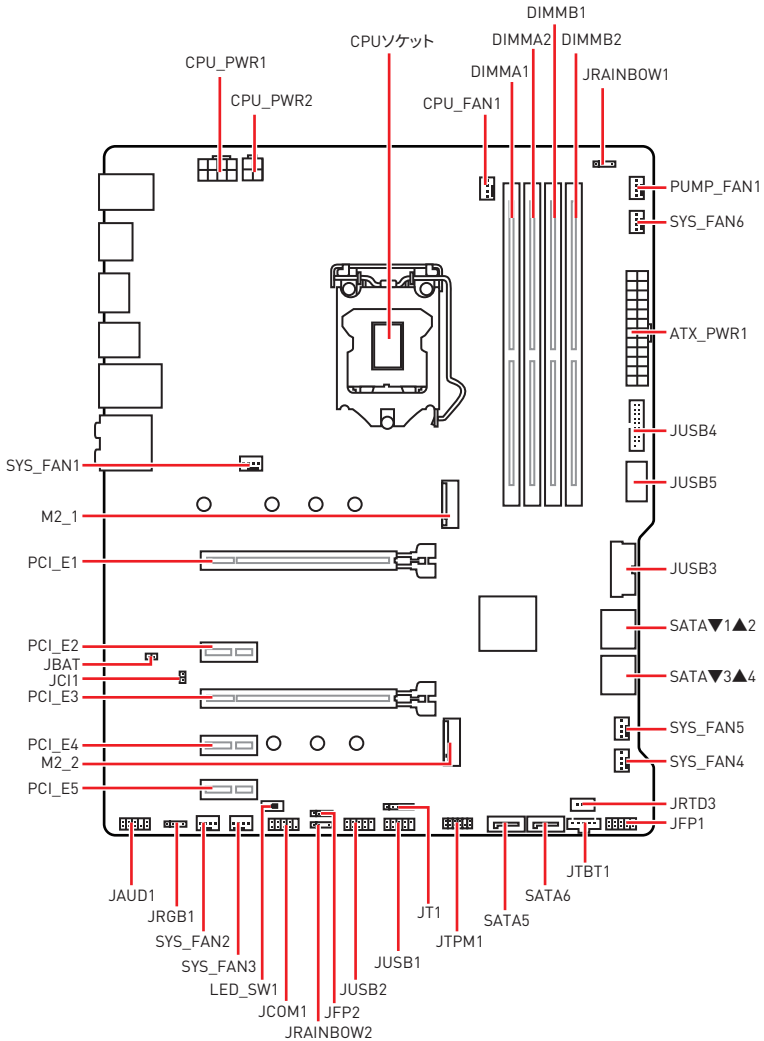 DIMMB1
CPUソケット
DIMMA2 DIMMB2
CPU_PWR1
DIMMA1
JRAINBOW1
CPU_PWR2
CPU_FAN1
PUMP_FAN1
SYS_FAN6
ATX_PWR1
JUSB4
SYS_FAN1
JUSB5
M2_1
PCI_E1
JUSB3
SATA▼1▲2
PCI_E2
JBAT
JCI1
SATA▼3▲4
PCI_E3
SYS_FAN5
PCI_E4
M2_2
SYS_FAN4
PCI_E5
JRTD3
JFP1
JTBT1
JAUD1
SATA6
JT1
JRGB1
SATA5
SYS_FAN2
JTPM1
SYS_FAN3
JUSB1
LED_SW1
JUSB2
JCOM1
JFP2
JRAINBOW2